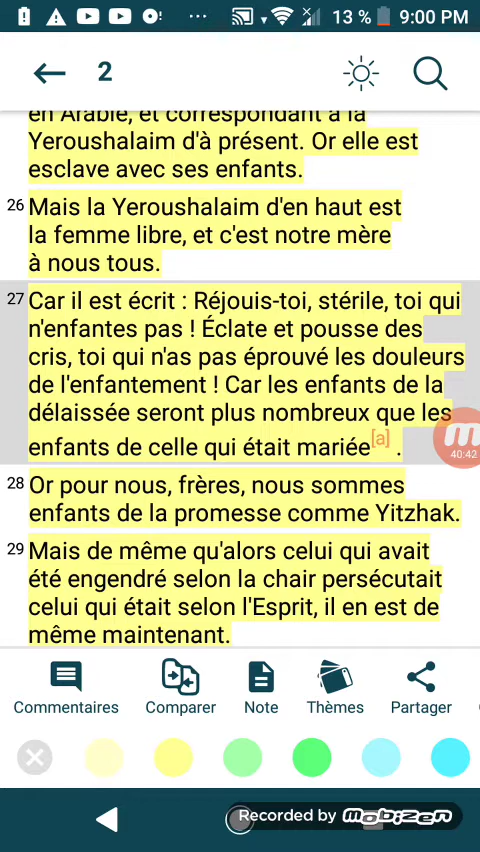 13 % 9:00 PM
2
en Arabie, et correspondant à la
Yeroushalaim d'à présent. Or elle est
esclave avec ses enfants.
26 Mais la Yeroushalaim d'en haut est
la femme libre, et c'est notre mère
à nous tous.
27 Car il est écrit : Réjouis-toi, stérile, toi qui
n'enfantes pas ! Éclate et pousse des
cris, toi qui n'as pas éprouvé les douleurs
de l'enfantement ! Car les enfants de la
délaissée seront plus nombreux que les
enfants de celle qui était mariée[a] .
40:42
28 Or pour nous, frères, nous sommes
enfants de la promesse comme Yitzhak.
29 Mais de même qu'alors celui qui avait
été engendré selon la chair persécutait
celui qui était selon l'Esprit, il en est de
même maintenant.
Commentaires Comparer Note Thèmes Partager
Recorded by Mobizen